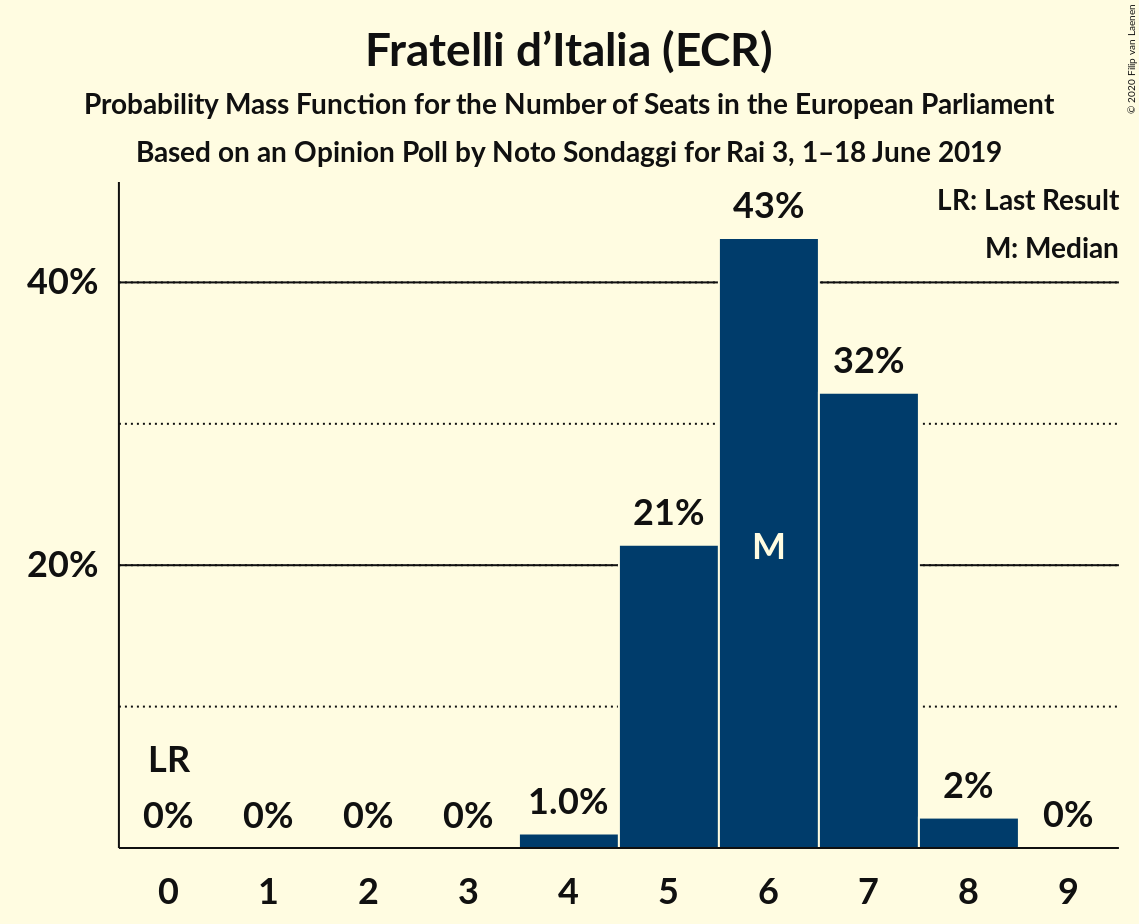 Fratelli d’Italia (ECR)
Probability Mass Function for the Number of Seats in the European Parliament
Based on an Opinion Poll by Noto Sondaggi for Rai 3, 1–18 June 2019
© 2020 Filip van Laenen
LR: Last Result
M: Median
43%
40%
32%
21%
M
20%
LR
0%
0%
0%
0%
1.0%
2%
0%
0
1
2
3
4
5
6
7
8
9